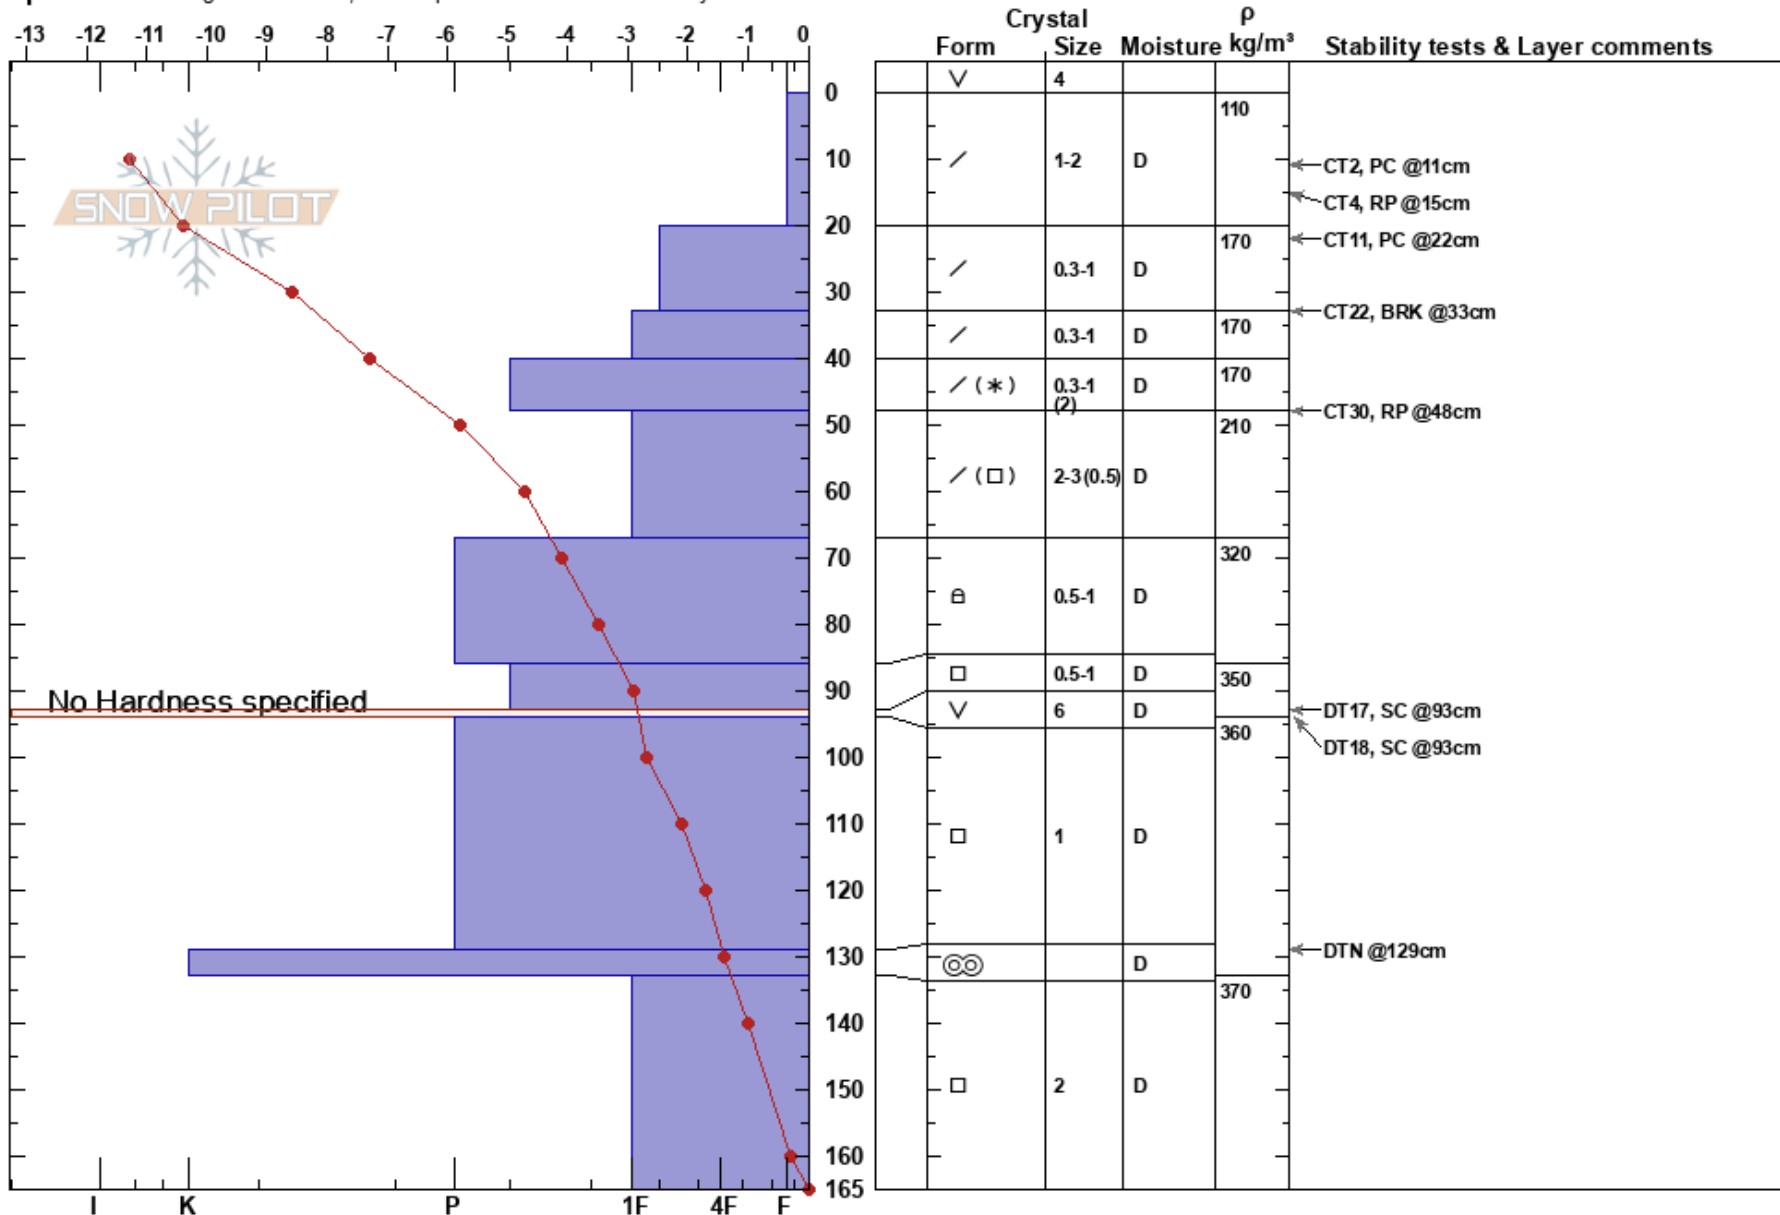 Crystal ρ
-13 -12 -11 -10 -9 -8 -7 -6 -5 -4 -3 -2 -1 0
Form Size Moisture kg/m³ Stability tests & Layer comments
4
0
110
10
1-2 D
CT2, PC @11cm
SNOW PILOT
CT4, RP @15cm
20
170
CT11, PC @22cm
0.3-1 D
30
CT22, BRK @33cm
170
0.3-1 D
40
170
(*) 0.3-1 D
(2)
CT30, RP @48cm
50
210
(□) 2-3(0.5) D
60
320
70
0.5-1 D
80
0.5-1 D
350
90
No Hardness specified
6 D
DT17, SC @93cm
360
DT18, SC @93cm
100
110
1 D
120
130
D
DTN @129cm
370
140
150
2 D
160
165
I K P 1F 4F F